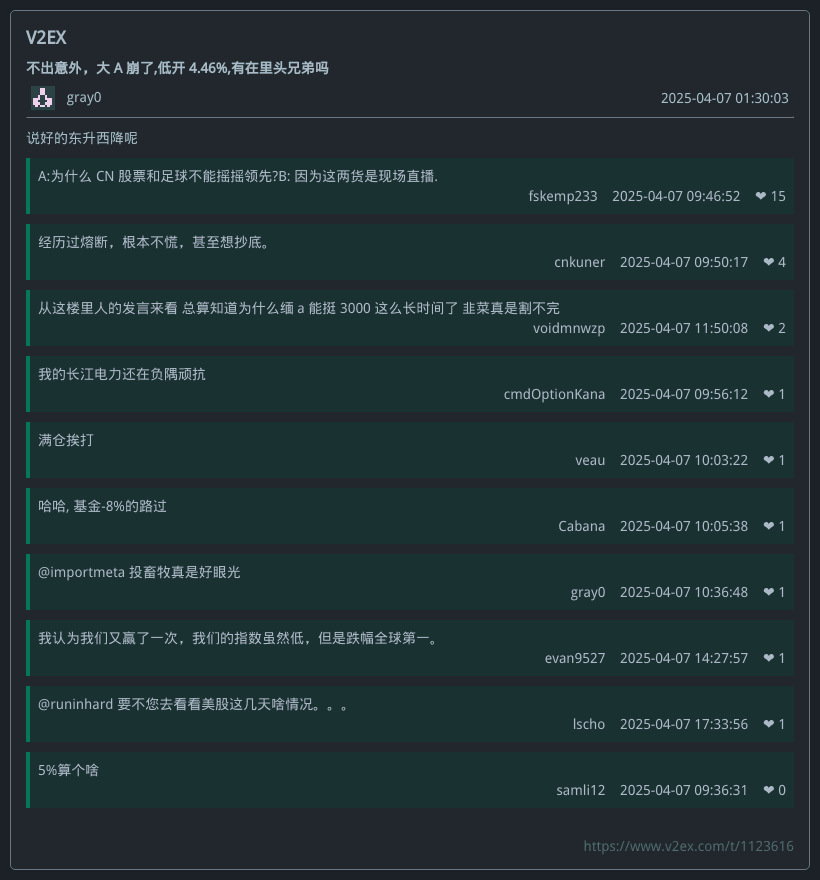 V2EX
不出意外，大 A 崩了,低开 4.46%,有在里头兄弟吗
gray0 2025-04-07 01:30:03
说好的东升西降呢
A:为什么 CN 股票和足球不能摇摇领先?B: 因为这两货是现场直播.
fskemp233 2025-04-07 09:46:52 ❤ 15
经历过熔断，根本不慌，甚至想抄底。
cnkuner 2025-04-07 09:50:17 ❤ 4
从这楼里人的发言来看 总算知道为什么缅 a 能挺 3000 这么长时间了 韭菜真是割不完
voidmnwzp 2025-04-07 11:50:08 ❤ 2
我的长江电力还在负隅顽抗
cmdOptionKana 2025-04-07 09:56:12 ❤ 1
满仓挨打
veau 2025-04-07 10:03:22 ❤ 1
哈哈, 基金-8%的路过
Cabana 2025-04-07 10:05:38 ❤ 1
@importmeta 投畜牧真是好眼光
gray0 2025-04-07 10:36:48 ❤ 1
我认为我们又赢了一次，我们的指数虽然低，但是跌幅全球第一。
evan9527 2025-04-07 14:27:57 ❤ 1
@runinhard 要不您去看看美股这几天啥情况。。。
lscho 2025-04-07 17:33:56 ❤ 1
5%算个啥
samli12 2025-04-07 09:36:31 ❤ 0
https://www.v2ex.com/t/1123616